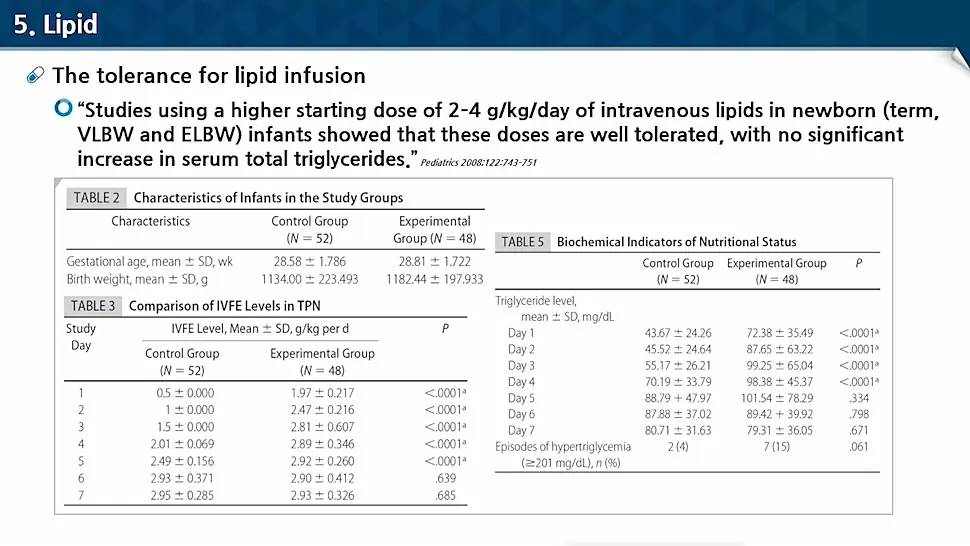 5. Lipid
The tolerance for lipid infusion
“Studies using a higher starting dose of 2-4 g/kg/day of intravenous lipids in newborn (term,
VLBW and ELBW) infants showed that these doses are well tolerated, with no significant
increase in serum total triglycerides.” Pediatrics 2008;122:743-751
TABLE 2 Characteristics of Infants in the Study Groups
Characteristics Control Group Experimental
(N = 52) Group (N = 48)
Gestational age, mean ± SD, wk 28.58 ± 1.786 28.81 ± 1.722
Birth weight, mean ± SD, g 1134.00 ± 223.493 1182.44 ± 197.933
TABLE 3 Comparison of IVFE Levels in TPN
Study IVFE Level, Mean ± SD, g/kg per d P
Day
Control Group Experimental Group
(N = 52) (N = 48)
1 0.5 ± 0.000 1.97 ± 0.217 <.0001ª
2 1 ± 0.000 2.47 ± 0.216 <.0001ª
3 1.5 ± 0.000 2.81 ± 0.607 <.0001ª
4 2.01 ± 0.069 2.89 ± 0.346 <.0001ª
5 2.49 ± 0.156 2.92 ± 0.260 <.0001ª
6 2.93 ± 0.371 2.90 ± 0.412 .639
7 2.95 ± 0.285 2.93 ± 0.326 .685
TABLE 5 Biochemical Indicators of Nutritional Status
Control Group Experimental Group P
(N = 52) (N = 48)
Triglyceride level,
mean ± SD, mg/dL
Day 1 43.67 ± 24.26 72.38 ± 35.49 <.0001ª
Day 2 45.52 ± 24.64 87.65 ± 63.22 <.0001ª
Day 3 55.17 ± 26.21 99.25 ± 65.04 <.0001ª
Day 4 70.19 ± 33.79 98.38 ± 45.37 <.0001ª
Day 5 88.79 + 47.97 101.54 ± 78.29 .334
Day 6 87.88 ± 37.02 89.42 + 39.92 .798
Day 7 80.71 ± 31.63 79.31 ± 36.05 .671
Episodes of hypertriglycemia 2 (4) 7 (15) .061
(≥201 mg/dL), n (%)